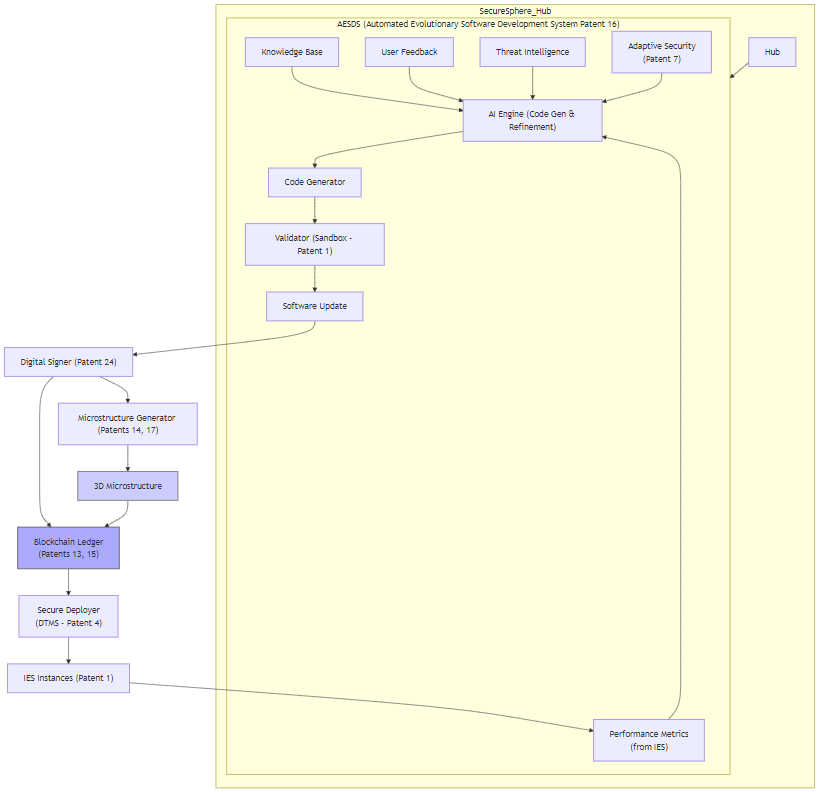 SecureSphere_Hub
AESDS (Automated Evolutionary Software Development System Patent 16)
Knowledge Base
User Feedback
Threat Intelligence
Adaptive Security
(Patent 7)
Hub
AI Engine (Code Gen &
Refinement)
Code Generator
Validator (Sandbox -
Patent 1)
Software Update
Digital Signer (Patent 24)
Microstructure Generator
(Patents 14, 17)
3D Microstructure
Blockchain Ledger
(Patents 13, 15)
Secure Deployer
(DTMS - Patent 4)
IES Instances (Patent 1)
Performance Metrics
(from IES)